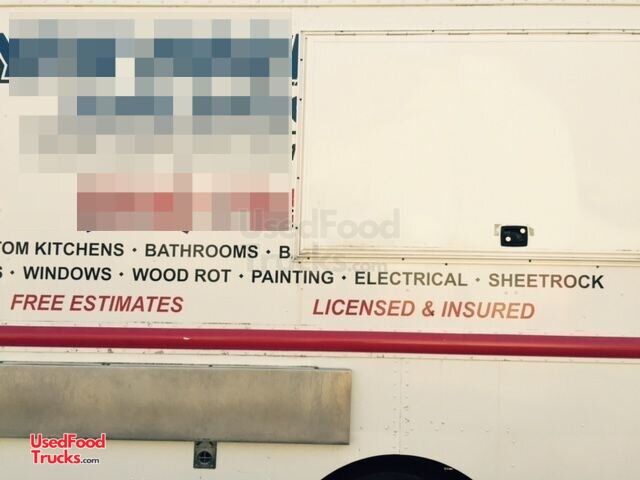 TOM KITCHENS · BATHROOMS · B
S · WINDOWS · WOOD ROT · PAINTING · ELECTRICAL · SHEETROCK
FREE ESTIMATES LICENSED & INSURED
UsedFood
Trucks.com
UsedFood
Trucks.com